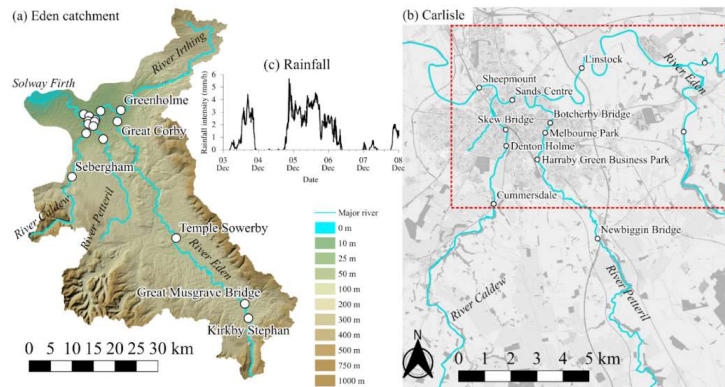 (a) Eden catchment
River Irthing
Solway Firth
Greenholme
Great Corby
Sebergham
River Caldew
River Petteril
Temple Sowerby
River Eden
Great Musgrave Bridge
Kirkby Stephan
0 5 10 15 20 25 30 km
(c) Rainfall
Rainfall intensity (mm/h)
6
4
2
0
03 04 05 06 07 08
Dec Dec Dec Dec Dec Dec
Date
Major river
0 m
10 m
25 m
50 m
100 m
200 m
300 m
400 m
500 m
750 m
1000 m
(b) Carlisle
Linstock
River Eden
Sheepmount
Sands Centre
Botcherby Bridge
Skew Bridge
Melbourne Park
Denton Holme
Harraby Green Business Park
Cummersdale
Newbiggin Bridge
River Caldew
River Petteril
N
0 1 2 3 4 5 km